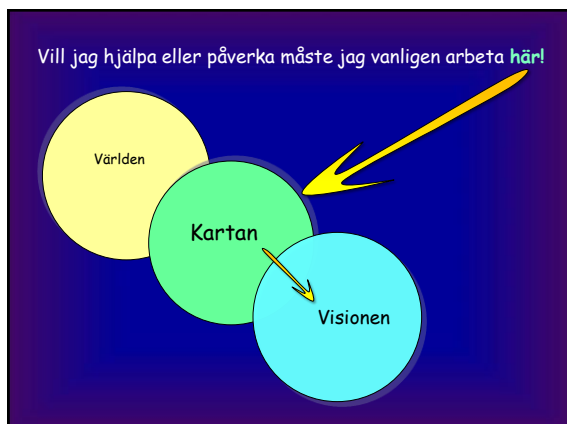 Vill jag hjälpa eller påverka måste jag vanligen arbeta här!
Världen
Kartan
Visionen